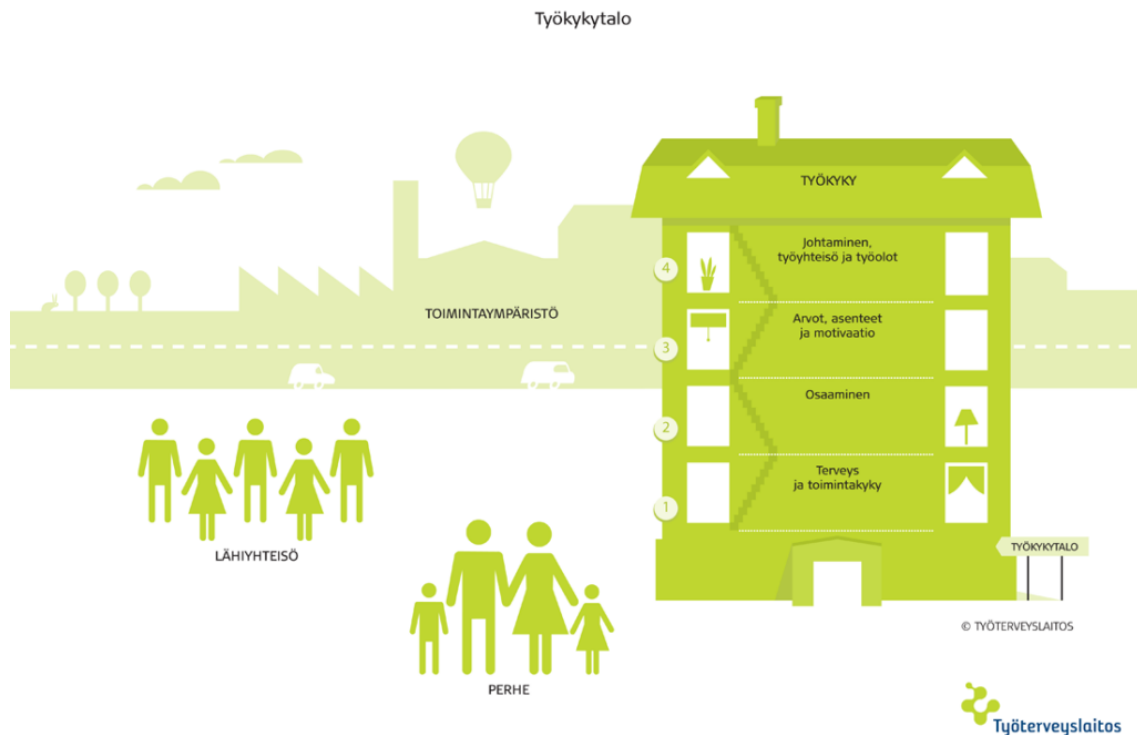 Työkykytalo
TYÖKYKY
4
Johtaminen,
työyhteisö ja työolot
TOIMINTAYMPÄRISTÖ
3
Arvot, asenteet
ja motivaatio
2
Osaaminen
1
Terveys
ja toimintakyky
LÄHIYHTEISÖ
TYÖKYKYTALO
PERHE
© TYÖTERVEYSLAITOS
Työterveyslaitos